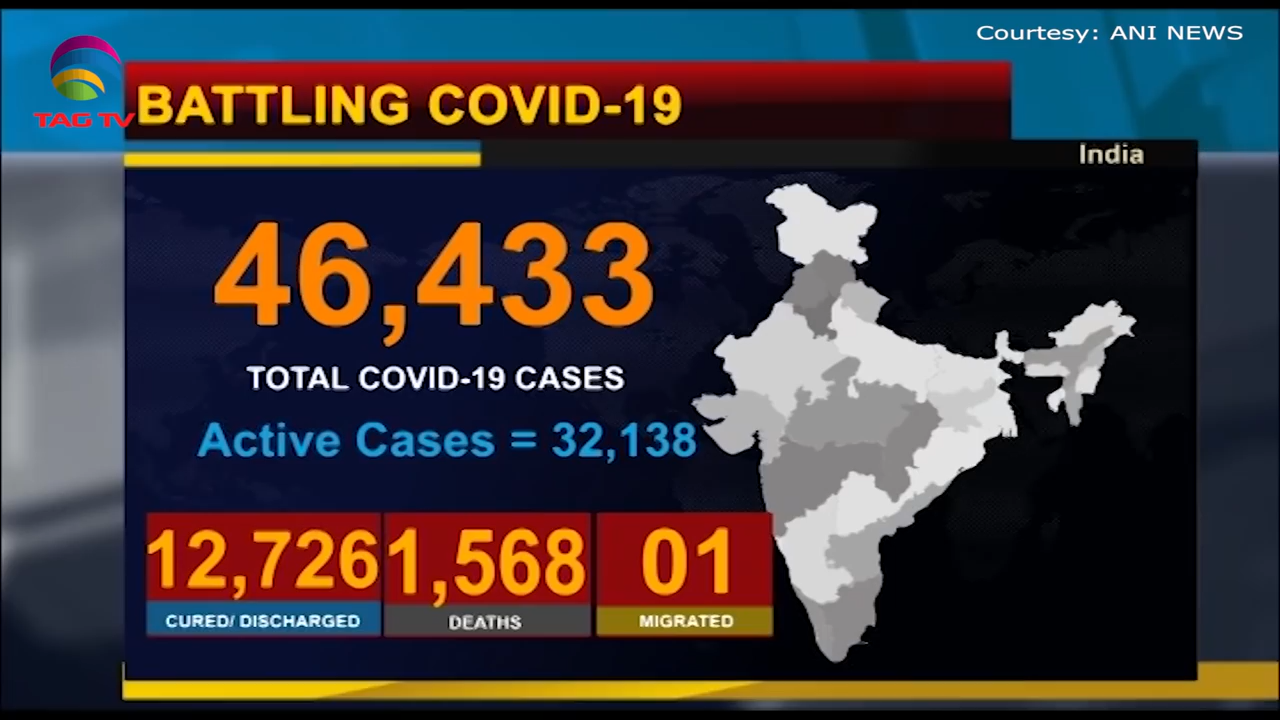 Courtesy: ANI NEWS
TAG TV
BATTLING COVID-19
India
46,433
TOTAL COVID-19 CASES
Active Cases = 32,138
12,726
CURED/ DISCHARGED
1,568
DEATHS
01
MIGRATED